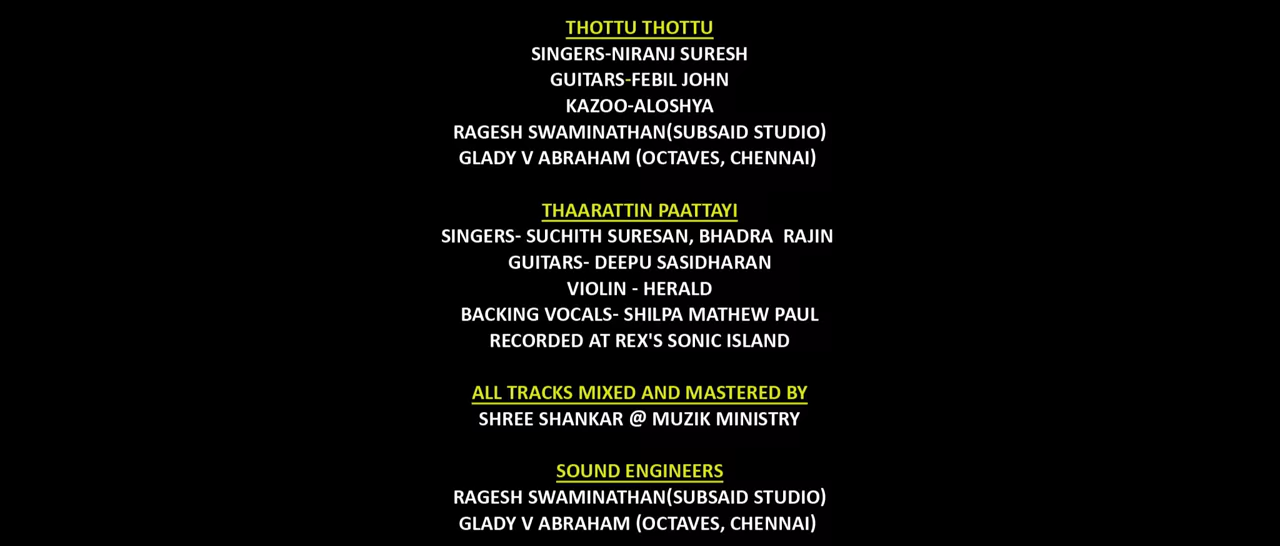 THOTTU THOTTU
SINGERS-NIRANJ SURESH
GUITARS-FEBIL JOHN
KAZOO-ALOSHYA
RAGESH SWAMINATHAN(SUBSAID STUDIO)
GLADY V ABRAHAM (OCTAVES, CHENNAI)
THAARATTIN PAATTAYI
SINGERS- SUCHITH SURESAN, BHADRA  RAJIN
GUITARS- DEEPU SASIDHARAN
VIOLIN - HERALD
BACKING VOCALS- SHILPA MATHEW PAUL
RECORDED AT REX'S SONIC ISLAND
ALL TRACKS MIXED AND MASTERED BY
SHREE SHANKAR @ MUZIK MINISTRY
SOUND ENGINEERS
RAGESH SWAMINATHAN(SUBSAID STUDIO)
GLADY V ABRAHAM (OCTAVES, CHENNAI)